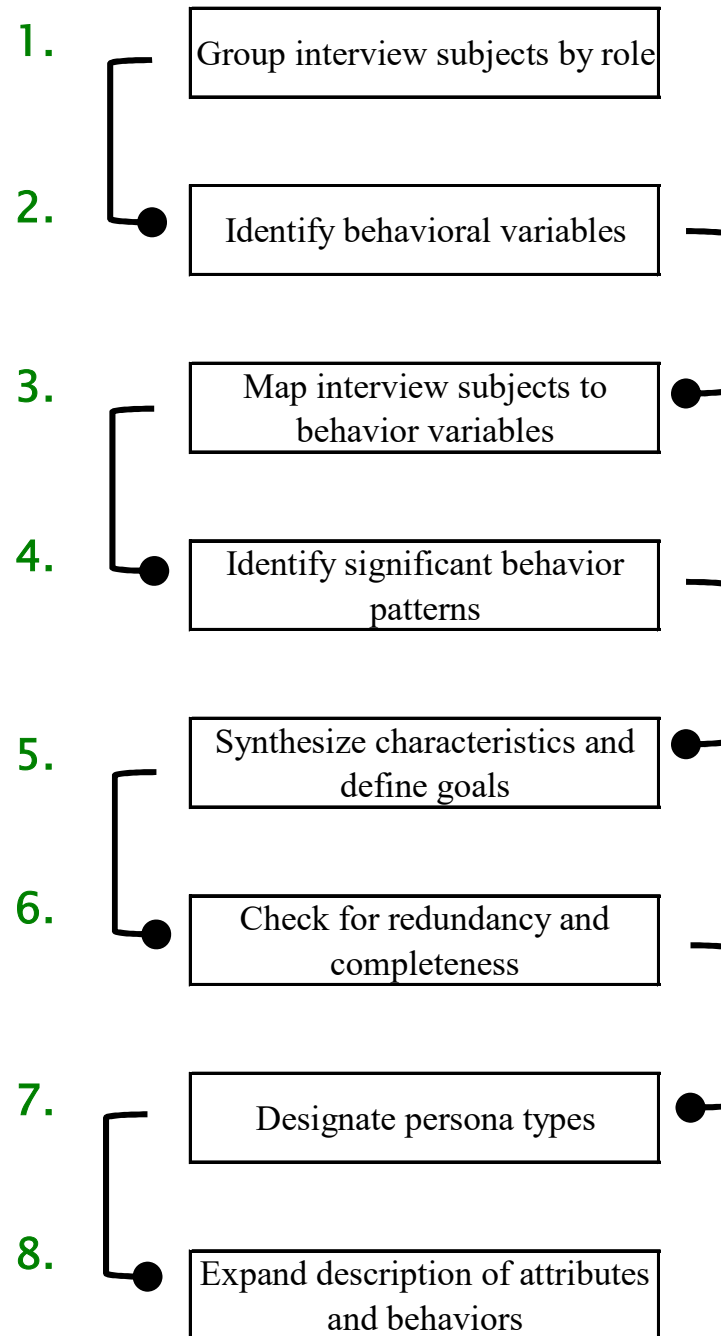 1.
Group interview subjects by role
2.
Identify behavioral variables
3.
Map interview subjects to
behavior variables
4.
Identify significant behavior
patterns
5.
Synthesize characteristics and
define goals
6.
Check for redundancy and
completeness
7.
Designate persona types
8.
Expand description of attributes
and behaviors